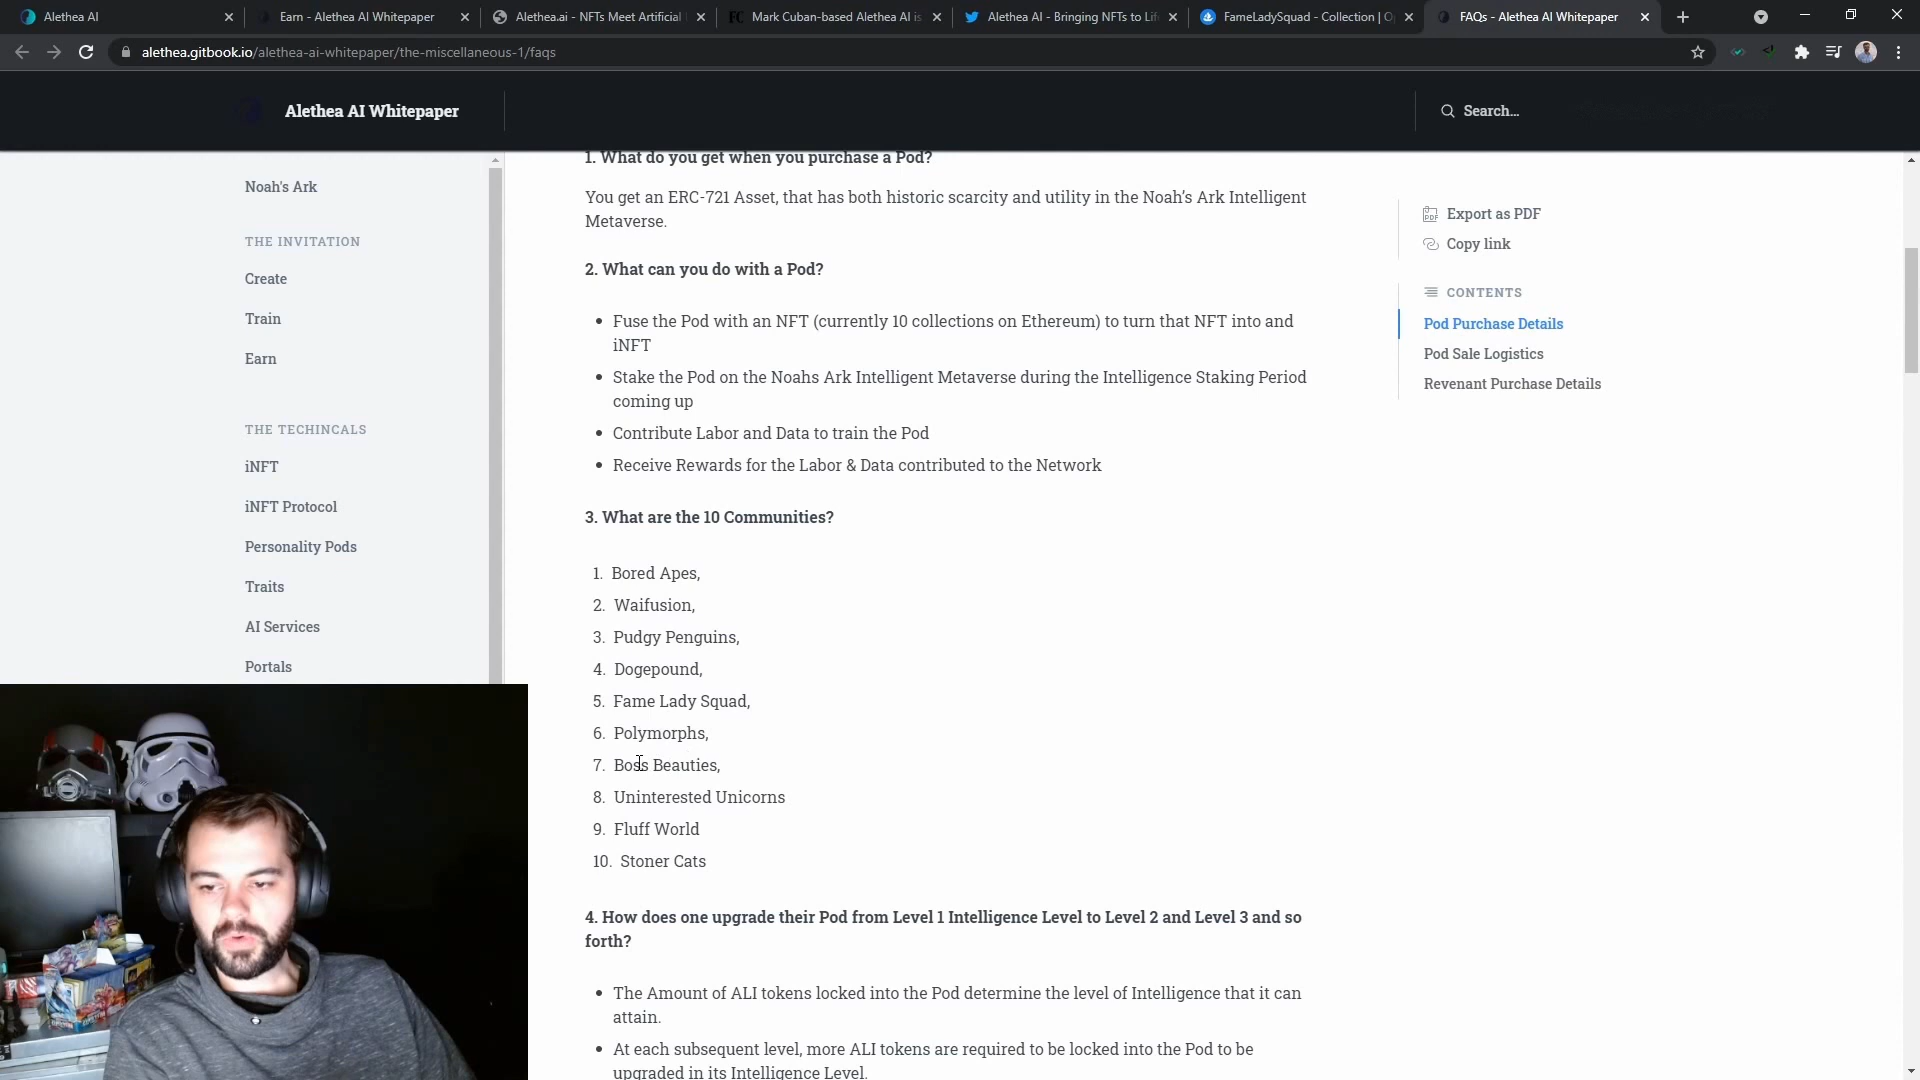 Alethea AI
Earn - Alethea AI Whitepaper
Alethea.ai - NFTs Meet Artificial
Mark Cuban-based Alethea AI is
Alethea AI - Bringing NFTs to Life
FameLadySquad - Collection | O
FAQs - Alethea AI Whitepaper
alethea.gitbook.io/alethea-ai-whitepaper/the-miscellaneous-1/faqs
Alethea AI Whitepaper
Search...
Noah's Ark
THE INVITATION
Create
Train
Earn
THE TECHINCALS
iNFT
iNFT Protocol
Personality Pods
Traits
AI Services
Portals
1. What do you get when you purchase a Pod?
You get an ERC-721 Asset, that has both historic scarcity and utility in the Noah’s Ark Intelligent
Metaverse.
2. What can you do with a Pod?
• Fuse the Pod with an NFT (currently 10 collections on Ethereum) to turn that NFT into and
iNFT
• Stake the Pod on the Noahs Ark Intelligent Metaverse during the Intelligence Staking Period
coming up
• Contribute Labor and Data to train the Pod
• Receive Rewards for the Labor & Data contributed to the Network
3. What are the 10 Communities?
1. Bored Apes,
2. Waifusion,
3. Pudgy Penguins,
4. Dogepound,
5. Fame Lady Squad,
6. Polymorphs,
7. Boss Beauties,
8. Uninterested Unicorns
9. Fluff World
10. Stoner Cats
4. How does one upgrade their Pod from Level 1 Intelligence Level to Level 2 and Level 3 and so
forth?
• The Amount of ALI tokens locked into the Pod determine the level of Intelligence that it can
attain.
• At each subsequent level, more ALI tokens are required to be locked into the Pod to be
upgraded in its Intelligence Level.
Export as PDF
Copy link
CONTENTS
Pod Purchase Details
Pod Sale Logistics
Revenant Purchase Details